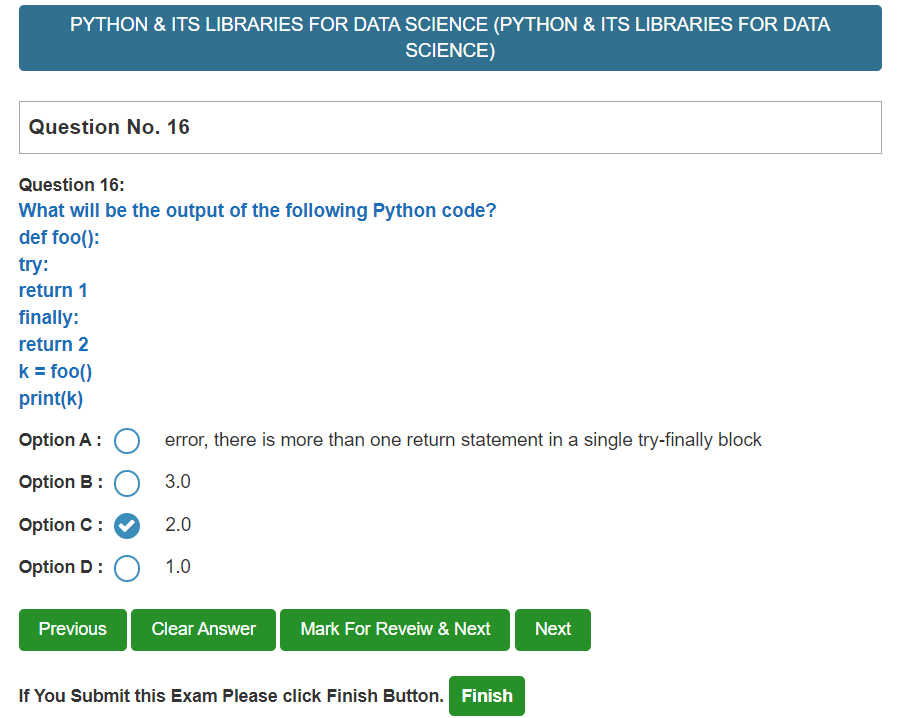 PYTHON & ITS LIBRARIES FOR DATA SCIENCE (PYTHON & ITS LIBRARIES FOR DATA
SCIENCE)
Question No. 16
Question 16:
What will be the output of the following Python code?
def foo():
try:
return 1
finally:
return 2
k = foo()
print(k)
Option A : error, there is more than one return statement in a single try-finally block
Option B : 3.0
Option C : 2.0
Option D : 1.0
Previous Clear Answer Mark For Reveiw & Next Next
If You Submit this Exam Please click Finish Button. Finish